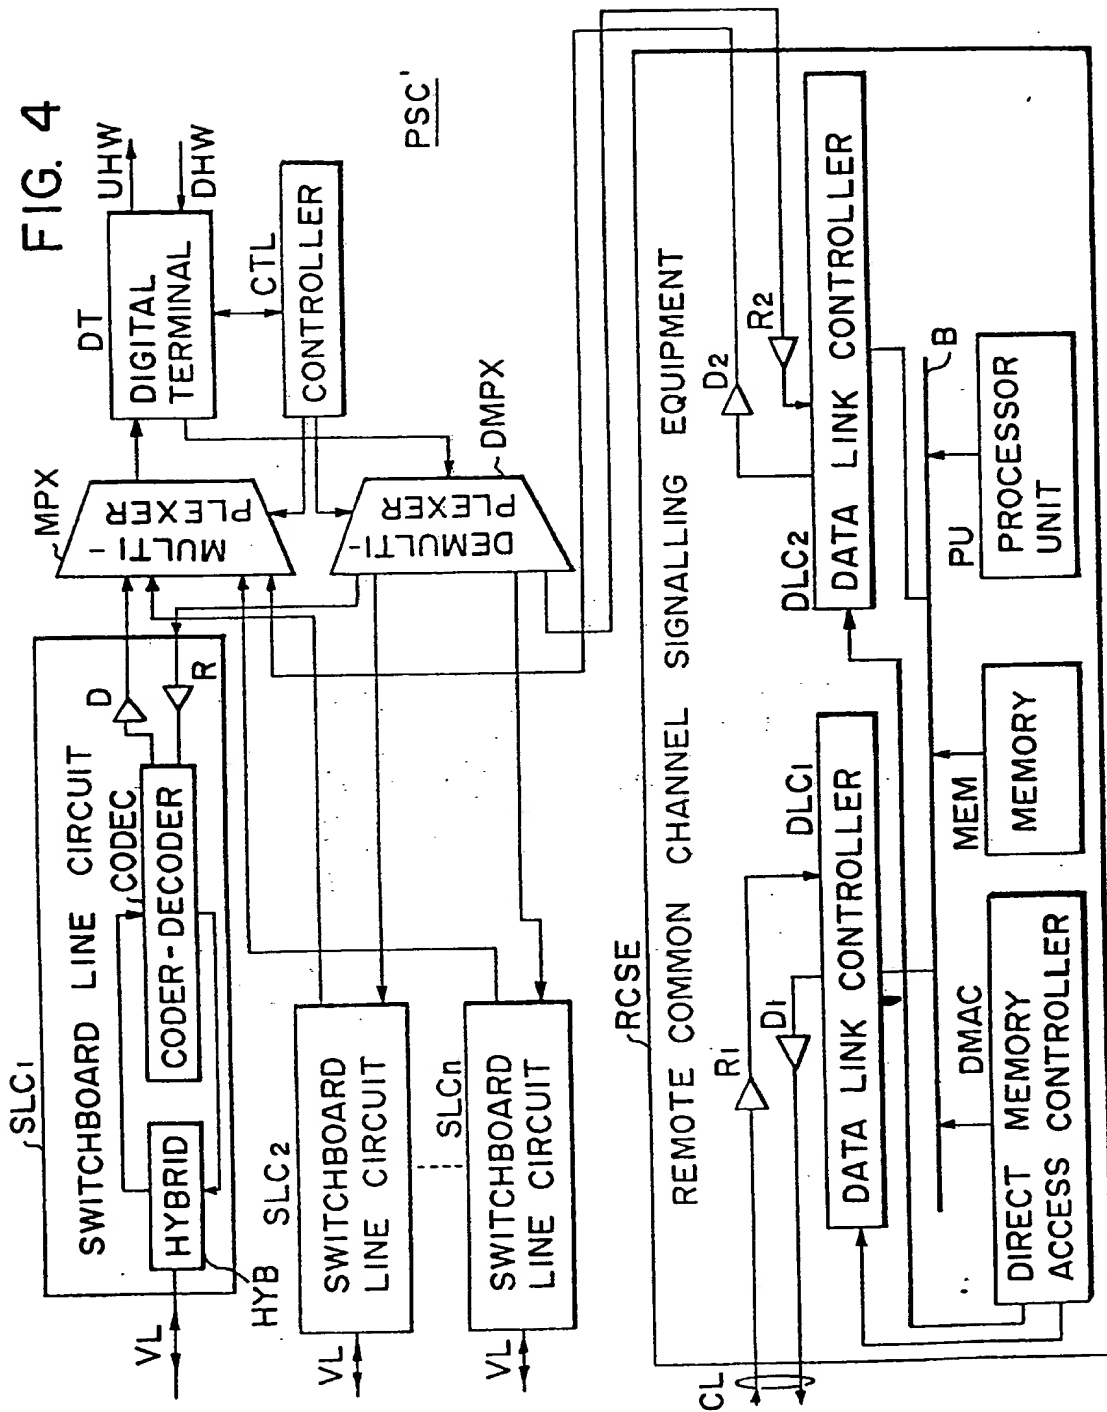 FIG. 4
PSC'
SLC1
SWITCHBOARD LINE CIRCUIT
VL
HYBRID
HYB
CODEC
CODER-DECODER
D
R
MPX
MULTI-
PLEXER
DT
DIGITAL
TERMINAL
UHW
DHW
CTL
CONTROLLER
DEMULTI-
PLEXER
DMPX
SLC2
SWITCHBOARD
LINE CIRCUIT
VL
SLCn
SWITCHBOARD
LINE CIRCUIT
VL
RCSE
REMOTE COMMON CHANNEL SIGNALLING EQUIPMENT
CL
R1
D1
DLC1
DATA LINK CONTROLLER
D2
R2
DLC2
DATA LINK CONTROLLER
B
DMAC
DIRECT MEMORY
ACCESS CONTROLLER
MEM
MEMORY
PU
PROCESSOR
UNIT